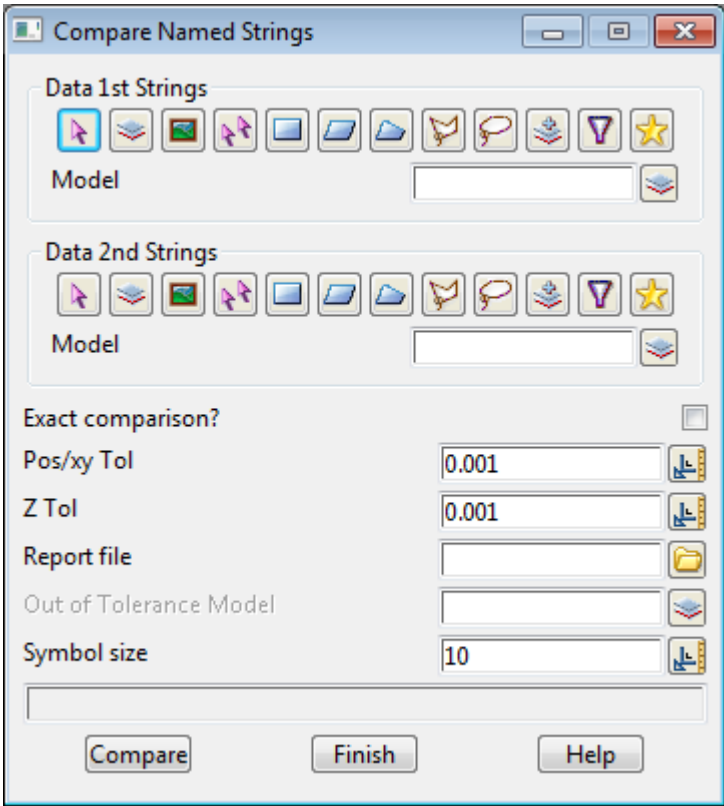 Compare Named Strings
Data 1st Strings
Model
Data 2nd Strings
Model
Exact comparison?
Pos/xy Tol 0.001
Z Tol 0.001
Report file
Out of Tolerance Model
Symbol size 10
Compare Finish Help